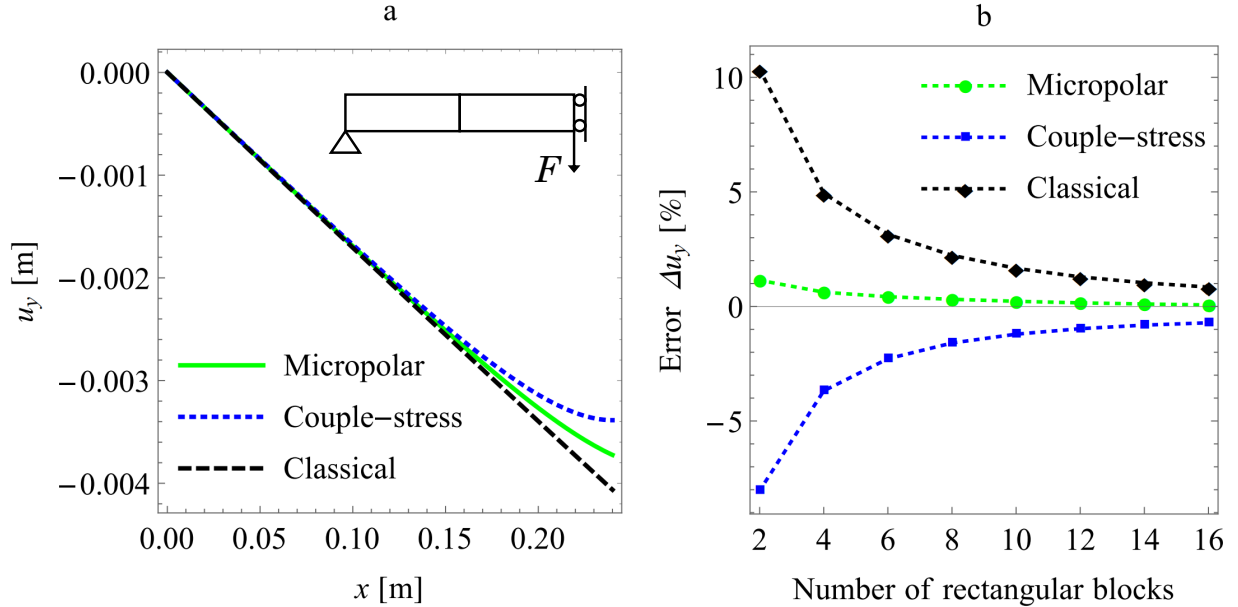 a
0.000
−0.001
−0.002
−0.003
−0.004
u_y [m]
F
Micropolar
Couple−stress
Classical
0.00 0.05 0.10 0.15 0.20
x [m]
b
10
5
0
−5
Error Δu_y [%]
Micropolar
Couple−stress
Classical
2 4 6 8 10 12 14 16
Number of rectangular blocks